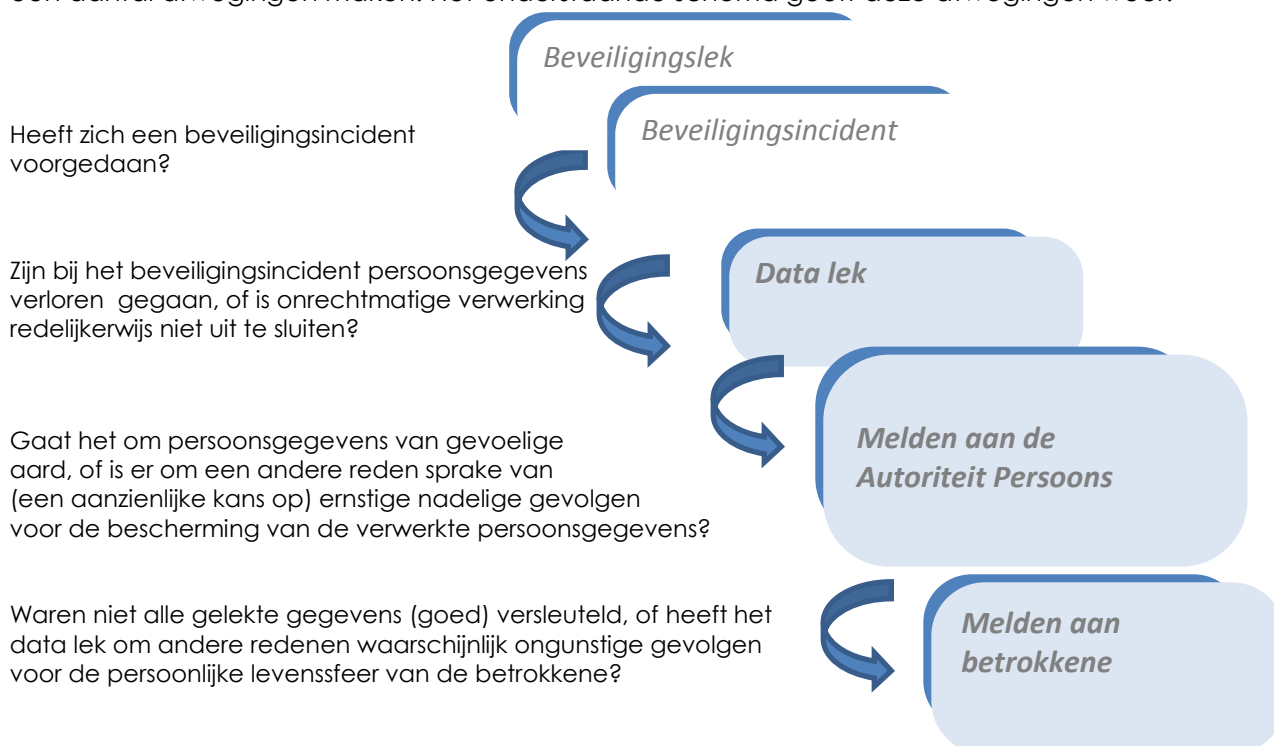 Beveiligingslek
Beveiligingsincident
Heeft zich een beveiligingsincident
voorgedaan?
Data lek
Zijn bij het beveiligingsincident persoonsgegevens
verloren gegaan, of is onrechtmatige verwerking
redelijkerwijs niet uit te sluiten?
Melden aan de
Autoriteit Persoons
Gaat het om persoonsgegevens van gevoelige
aard, of is er om een andere reden sprake van
(een aanzienlijke kans op) ernstige nadelige gevolgen
voor de bescherming van de verwerkte persoonsgegevens?
Waren niet alle gelekte gegevens (goed) versleuteld, of heeft het
data lek om andere redenen waarschijnlijk ongunstige gevolgen
voor de persoonlijke levenssfeer van de betrokkene?
Melden aan
betrokkene